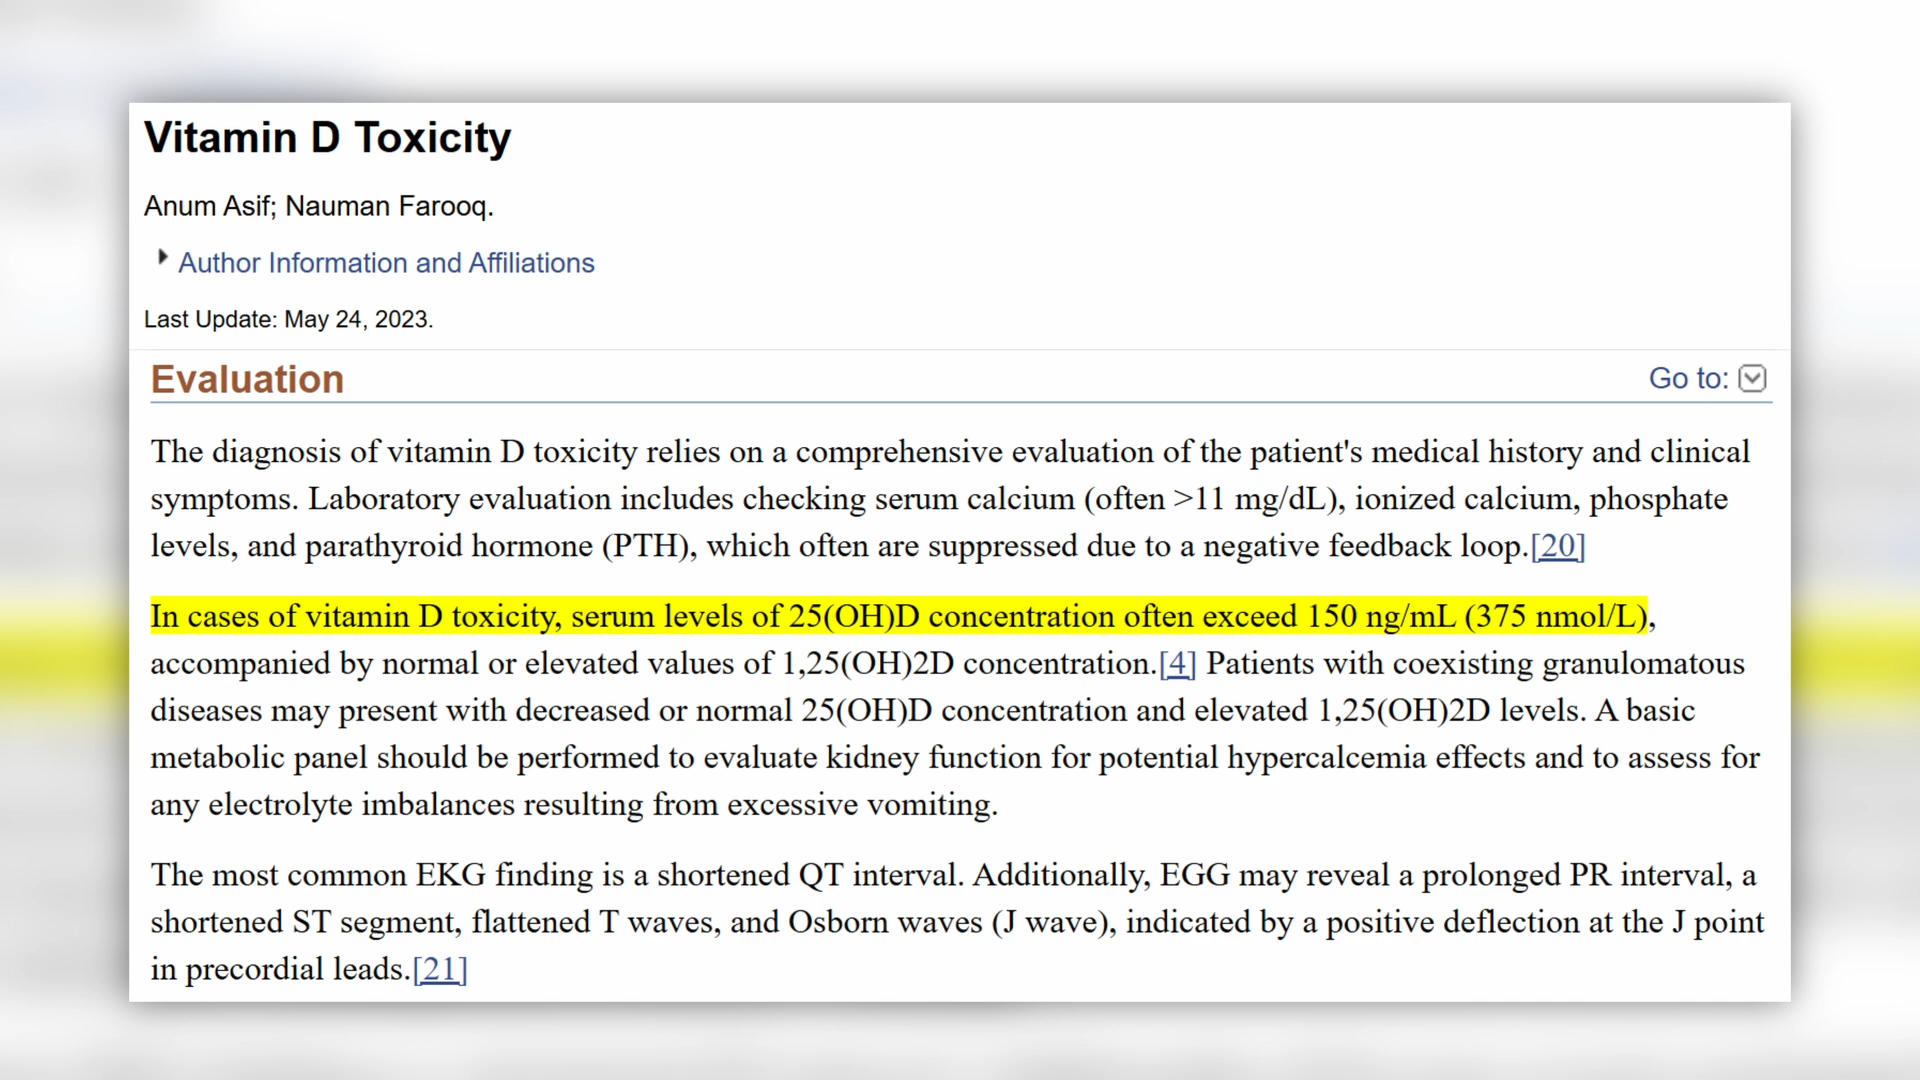 Vitamin D Toxicity
Anum Asif; Nauman Farooq.
Author Information and Affiliations
Last Update: May 24, 2023.
Evaluation
Go to:
The diagnosis of vitamin D toxicity relies on a comprehensive evaluation of the patient's medical history and clinical
symptoms. Laboratory evaluation includes checking serum calcium (often >11 mg/dL), ionized calcium, phosphate
levels, and parathyroid hormone (PTH), which often are suppressed due to a negative feedback loop.[20]
In cases of vitamin D toxicity, serum levels of 25(OH)D concentration often exceed 150 ng/mL (375 nmol/L),
accompanied by normal or elevated values of 1,25(OH)2D concentration.[4] Patients with coexisting granulomatous
diseases may present with decreased or normal 25(OH)D concentration and elevated 1,25(OH)2D levels. A basic
metabolic panel should be performed to evaluate kidney function for potential hypercalcemia effects and to assess for
any electrolyte imbalances resulting from excessive vomiting.
The most common EKG finding is a shortened QT interval. Additionally, EGG may reveal a prolonged PR interval, a
shortened ST segment, flattened T waves, and Osborn waves (J wave), indicated by a positive deflection at the J point
in precordial leads.[21]